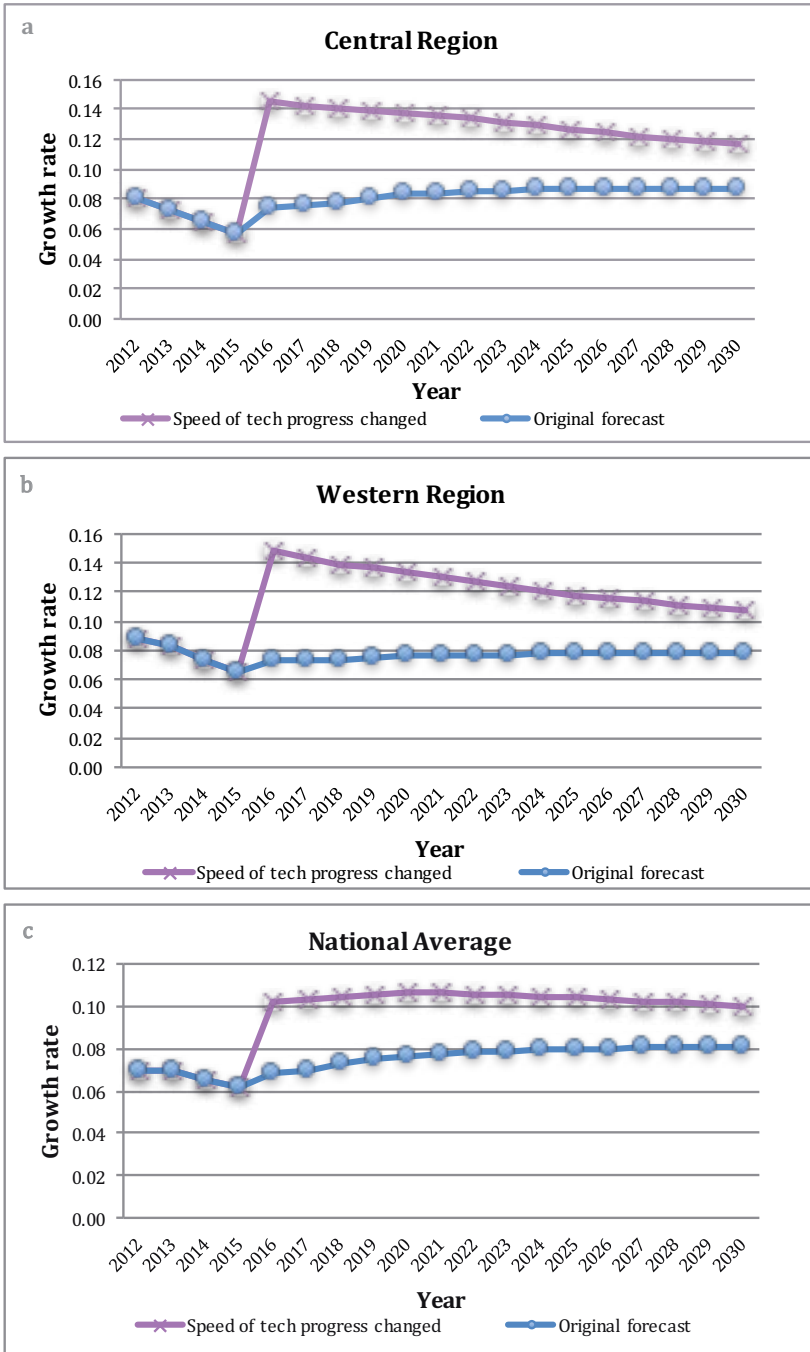 a
Central Region
0.16
0.14
0.12
0.10
0.08
0.06
0.04
0.02
0.00
Growth rate
2012 2013 2014 2015 2016 2017 2018 2019 2020 2021 2022 2023 2024 2025 2026 2027 2028 2029 2030
Year
Speed of tech progress changed Original forecast
b
Western Region
0.16
0.14
0.12
0.10
0.08
0.06
0.04
0.02
0.00
Growth rate
2012 2013 2014 2015 2016 2017 2018 2019 2020 2021 2022 2023 2024 2025 2026 2027 2028 2029 2030
Year
Speed of tech progress changed Original forecast
c
National Average
0.12
0.10
0.08
0.06
0.04
0.02
0.00
Growth rate
2012 2013 2014 2015 2016 2017 2018 2019 2020 2021 2022 2023 2024 2025 2026 2027 2028 2029 2030
Year
Speed of tech progress changed Original forecast